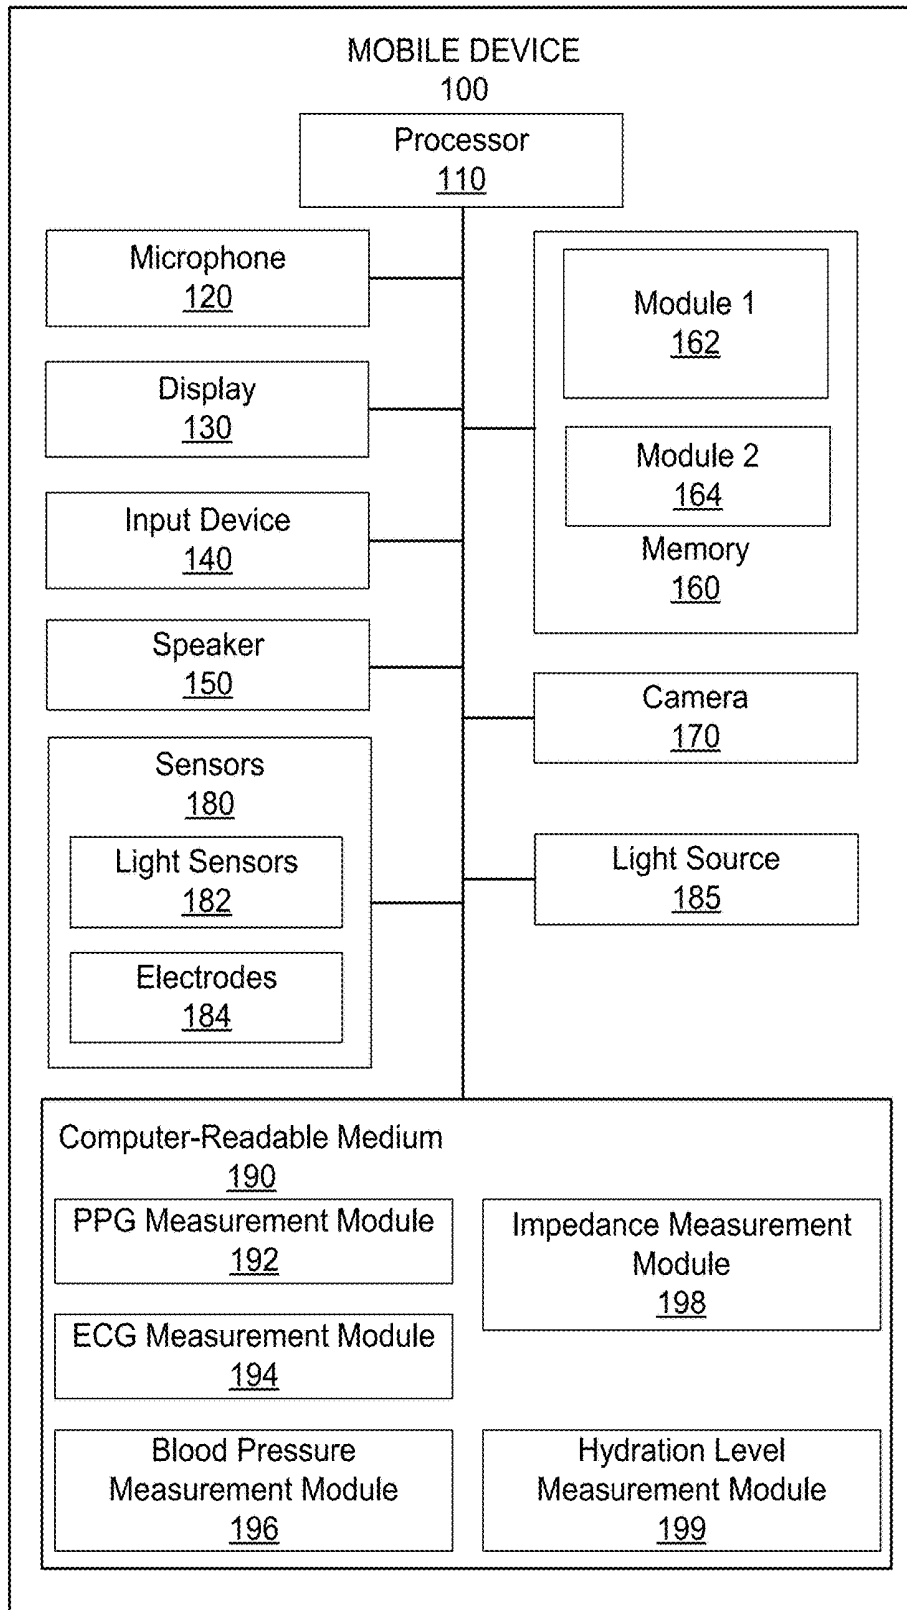 MOBILE DEVICE
100
Processor
110
Microphone
120
Display
130
Input Device
140
Speaker
150
Module 1
162
Module 2
164
Memory
160
Camera
170
Sensors
180
Light Sensors
182
Electrodes
184
Light Source
185
Computer-Readable Medium
190
PPG Measurement Module
192
ECG Measurement Module
194
Blood Pressure
Measurement Module
196
Impedance Measurement
Module
198
Hydration Level
Measurement Module
199